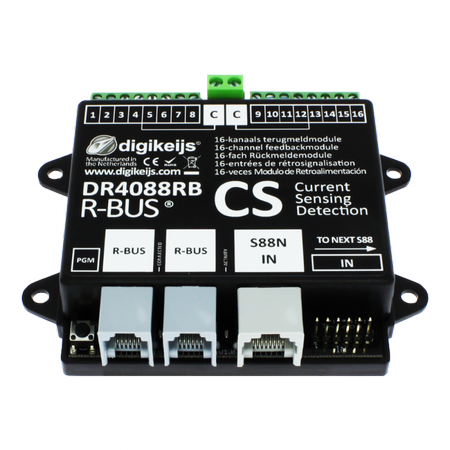 1 2 3 4 5 6 7 8 C C 9 10 11 12 13 14 15 16
digikeijs®
Manufactured in
the Netherlands
CE
www.digikeijs.com
16-kanaals terugmeldmodule
16-channel feedbackmodule
16-fach Rückmeldemodule
16-entrées de rétrosignalisation
16-veces Modulo de Retroalimentación
DR4088RB
R-BUS®
CS
Current
Sensing
Detection
PGM
R-BUS
CONNECTED
R-BUS
ACTIVITY
S88N
IN
TO NEXT S88
IN